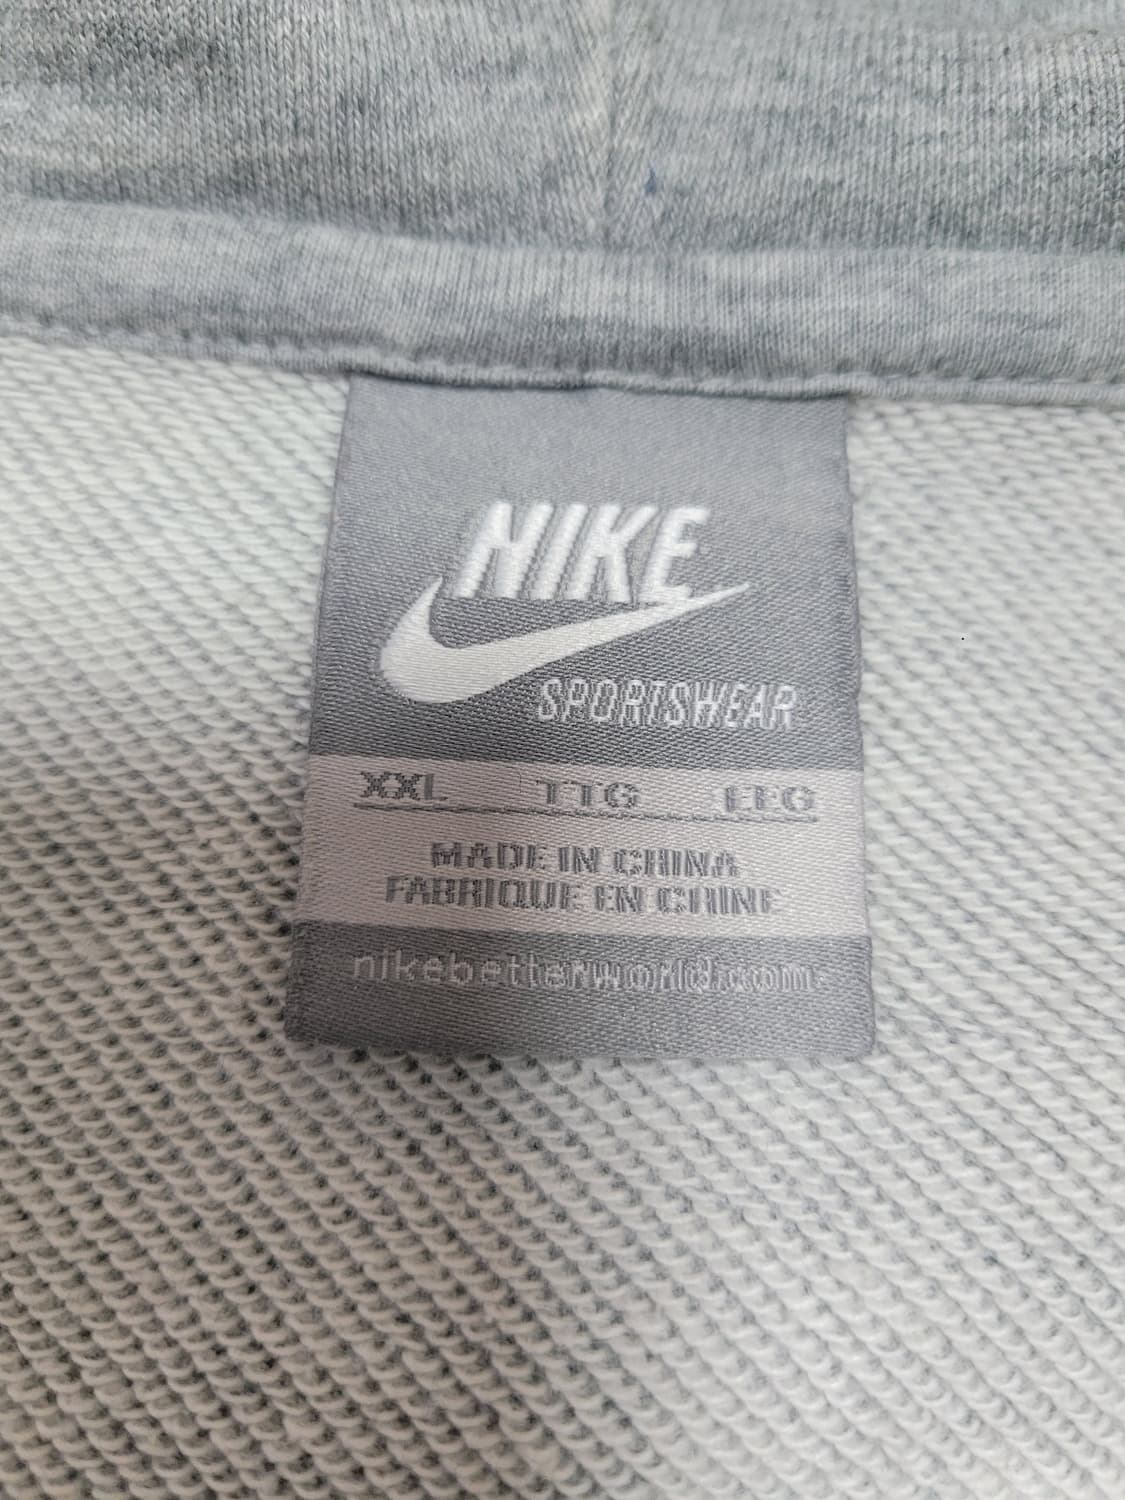 NIKE
SPORTSWEAR
XXL TTG EEG
MADE IN CHINA
FABRIQUE EN CHINE
nikebetterworld.com